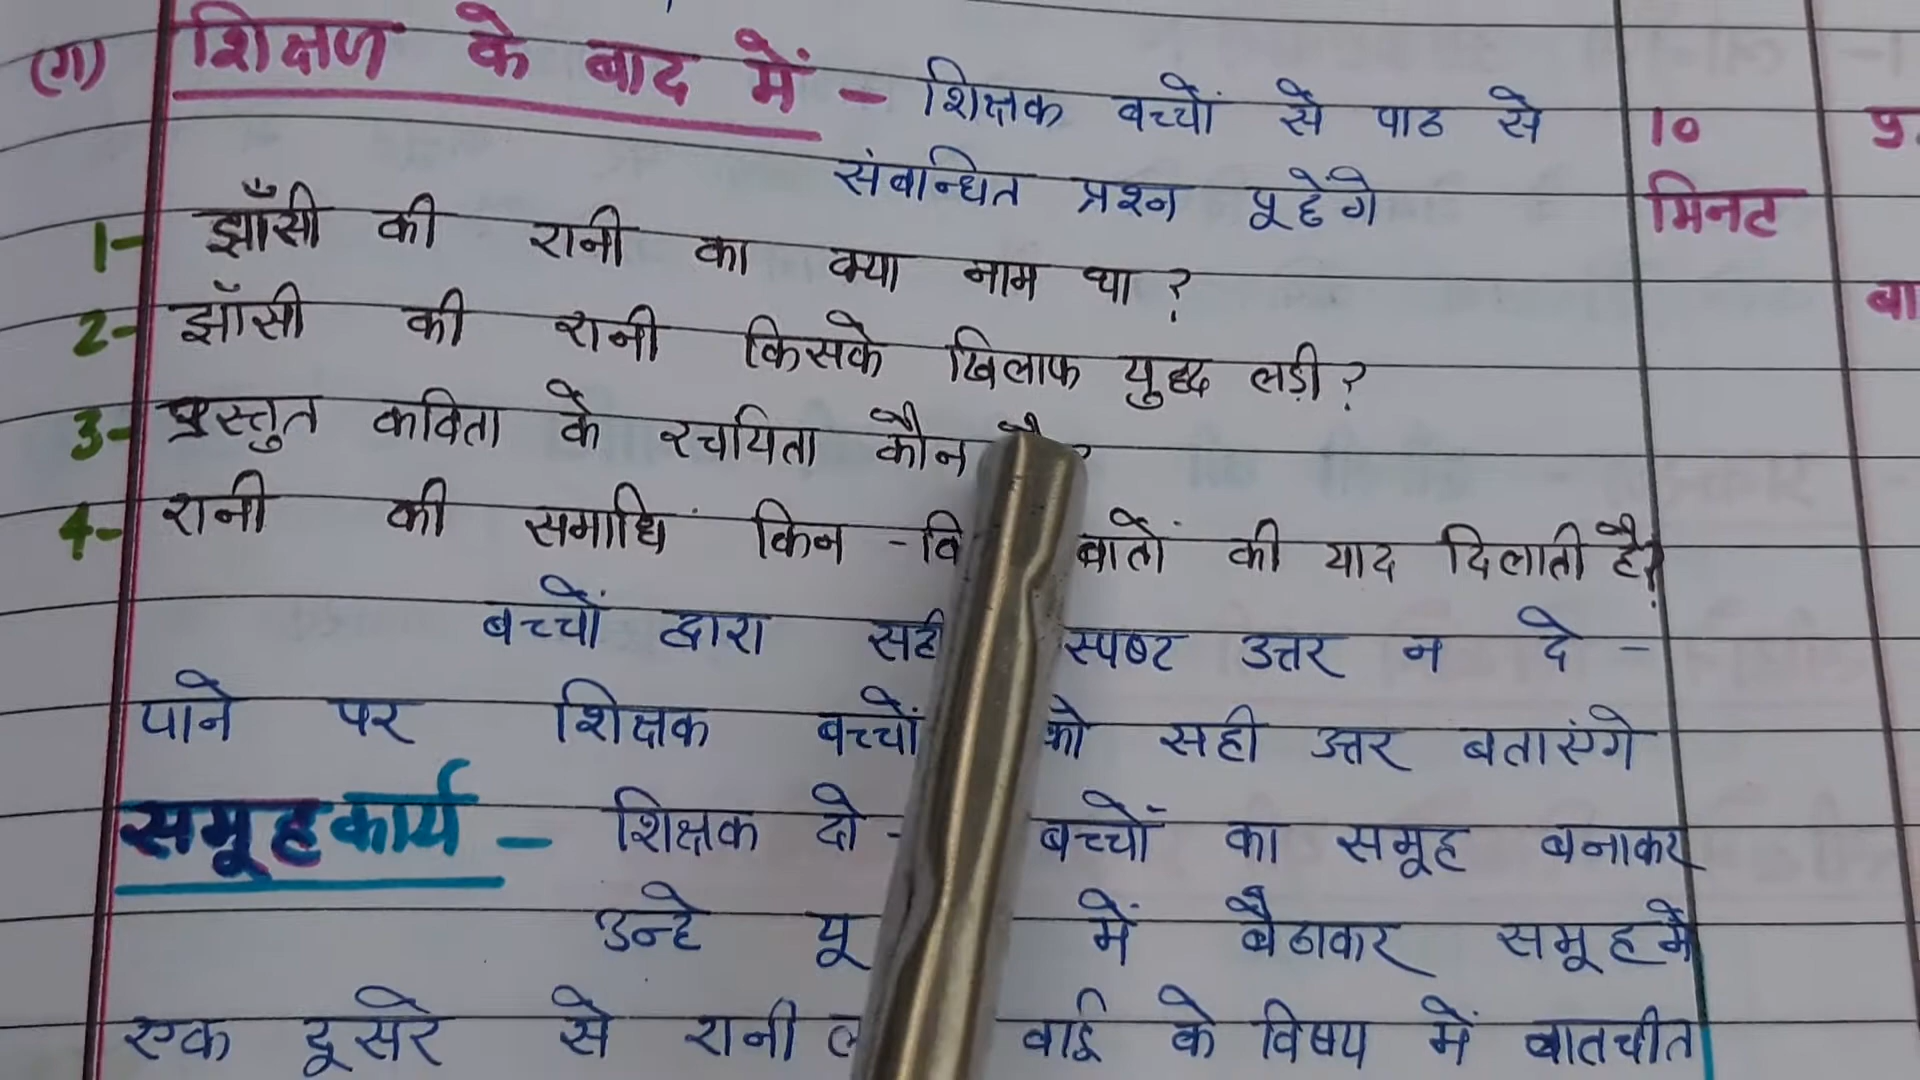 (ग) शिक्षण के बाद में - शिक्षक बच्चों से पाठ से 10
संबन्धित प्रश्न पूछेंगे मिनट
1- झाँसी की रानी का क्या नाम था ?
2- झाँसी की रानी किसके खिलाफ युद्ध लड़ी ?
3- प्रस्तुत कविता के रचयिता कौन
4- रानी की समाधि किन - बातों की याद दिलाती है?
बच्चों द्वारा सही स्पष्ट उत्तर न दे -
पाने पर शिक्षक बच्चों को सही उत्तर बताएंगे
समूहकार्य - शिक्षक दो - बच्चों का समूह बनाकर
उन्हे यू में बैठाकर समूह में
एक दूसरे से रानी बाई के विषय में बातचीत